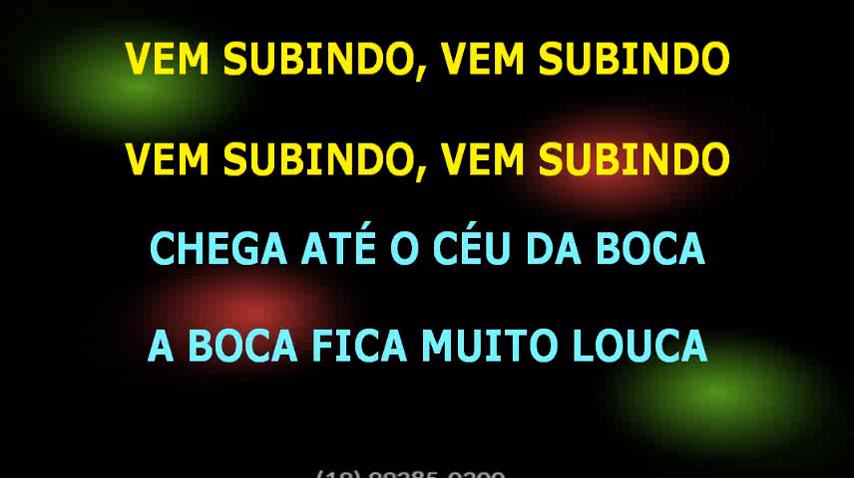 VEM SUBINDO, VEM SUBINDO
VEM SUBINDO, VEM SUBINDO
CHEGA ATÉ O CÉU DA BOCA
A BOCA FICA MUITO LOUCA